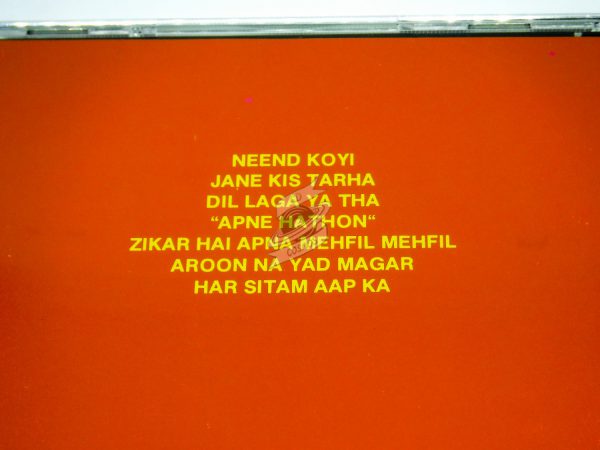 NEEND KOYI
JANE KIS TARHA
DIL LAGA YA THA
“APNE HATHON“
ZIKAR HAI APNA MEHFIL MEHFIL
AROON NA YAD MAGAR
HAR SITAM AAP KA